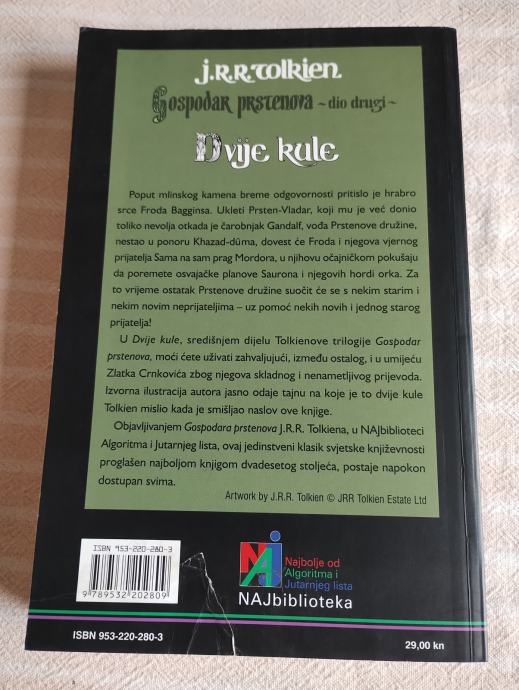 J.R.R. Tolkien
Gospodar prstenova ~ dio drugi ~
Dvije kule
Poput mlinskog kamena breme odgovornosti pritislo je hrabro
srce Froda Bagginsa. Ukleti Prsten-Vladar, koji mu je već donio
toliko nevolja otkada je čarobnjak Gandalf, vođa Prstenove družine,
nestao u ponoru Khazad-dûma, dovest će Froda i njegova vjernog
prijatelja Sama na sam prag Mordora, u njihovu očajničkom pokušaju
da poremete osvajačke planove Saurona i njegovih hordi orka. Za
to vrijeme ostatak Prstenove družine suočit će se s nekim starim i
nekim novim neprijateljima – uz pomoć nekih novih i jednog starog
prijatelja!
U Dvije kule, središnjem dijelu Tolkienove trilogije Gospodar
prstenova, moći ćete uživati zahvaljujući, između ostalog, i u umijeću
Zlatka Crnkovića zbog njegova skladnog i nenametljivog prijevoda.
Izvorna ilustracija autora jasno odaje tajnu na koje je to dvije kule
Tolkien mislio kada je smišljao naslov ove knjige.
Objavljivanjem Gospodara prstenova J.R.R. Tolkiena, u NAJbiblioteci
Algoritma i Jutarnjeg lista, ovaj jedinstveni klasik svjetske književnosti
proglašen najboljom knjigom dvadesetog stoljeća, postaje napokon
dostupan svima.
Artwork by J.R.R. Tolkien © JRR Tolkien Estate Ltd
ISBN 953-220-280-3
9 789532 202809
NAJ
Najbolje od
Algoritma i
Jutarnjeg lista
NAJbiblioteka
ISBN 953-220-280-3
29,00 kn